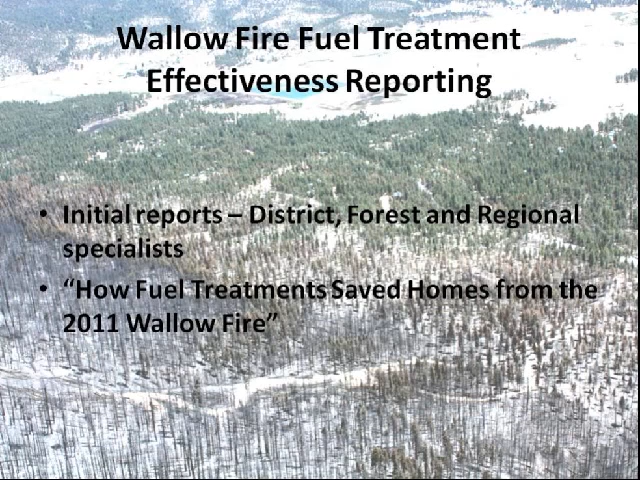 Wallow Fire Fuel Treatment
Effectiveness Reporting
• Initial reports – District, Forest and Regional
specialists
• “How Fuel Treatments Saved Homes from the
2011 Wallow Fire”